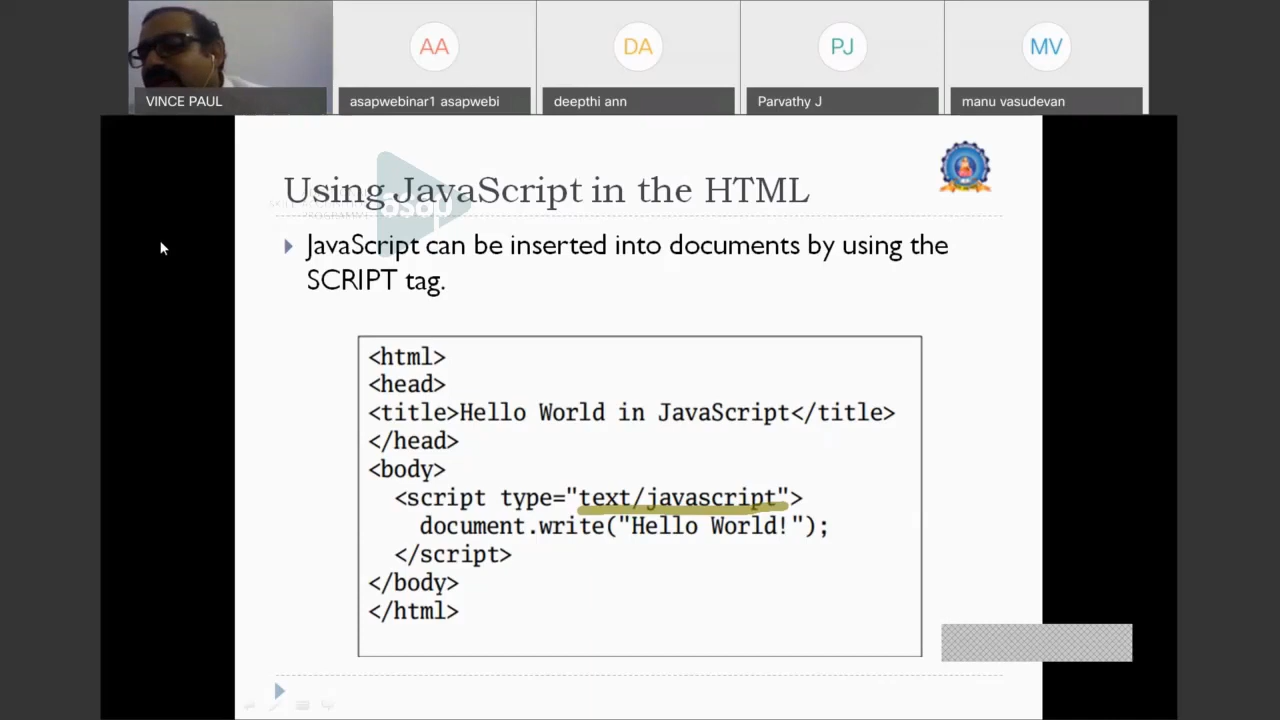 AA
DA
PJ
MV
VINCE PAUL
asapwebinar1 asapwebi
deepthi ann
Parvathy J
manu vasudevan
Using JavaScript in the HTML
asap
JavaScript can be inserted into documents by using the
SCRIPT tag.
<html>
<head>
<title>Hello World in JavaScript</title>
</head>
<body>
<script type="text/javascript">
document.write("Hello World!");
</script>
</body>
</html>